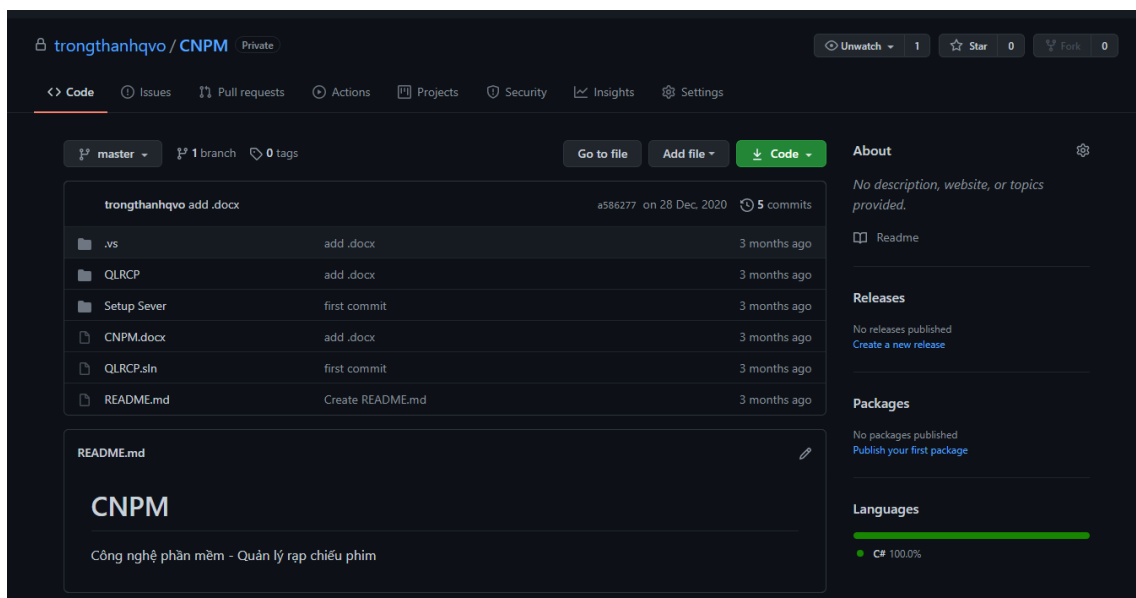 trongthanhqvo / CNPM Private
Unwatch 1 Star 0 Fork 0
<> Code Issues Pull requests Actions Projects Security Insights Settings
master 1 branch 0 tags
Go to file Add file Code
trongthanhqvo add .docx a586277 on 28 Dec, 2020 5 commits
.vs add .docx 3 months ago
QLRCP add .docx 3 months ago
Setup Sever first commit 3 months ago
CNPM.docx add .docx 3 months ago
QLRCP.sln first commit 3 months ago
README.md Create README.md 3 months ago
README.md
CNPM
Công nghệ phần mềm - Quản lý rạp chiếu phim
About
No description, website, or topics
provided.
Readme
Releases
No releases published
Create a new release
Packages
No packages published
Publish your first package
Languages
C# 100.0%